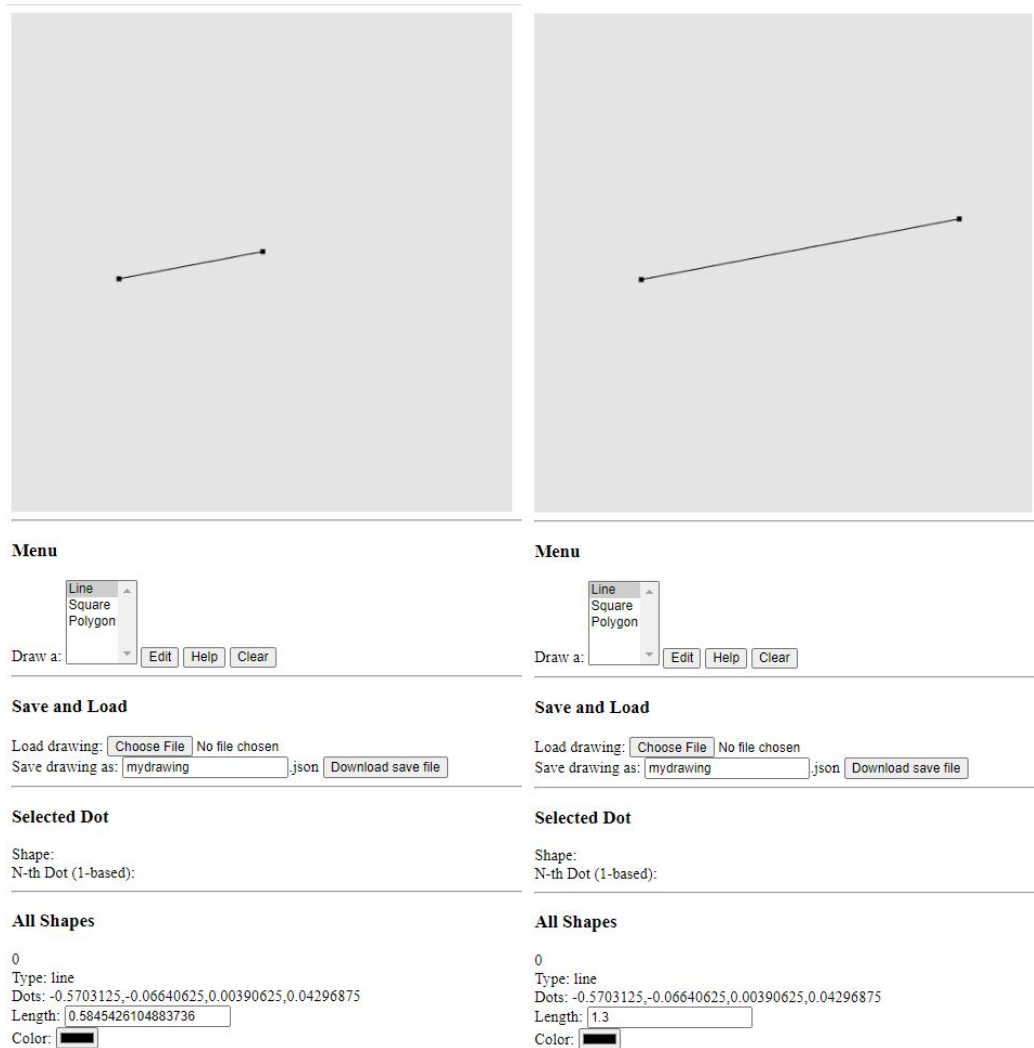 Menu
Line
Square
Polygon
Draw a: Edit Help Clear
Save and Load
Load drawing: Choose File No file chosen
Save drawing as: mydrawing .json Download save file
Selected Dot
Shape:
N-th Dot (1-based):
All Shapes
0
Type: line
Dots: -0.5703125,-0.06640625,0.00390625,0.04296875
Length: 0.5845426104883736
Color:
Menu
Line
Square
Polygon
Draw a: Edit Help Clear
Save and Load
Load drawing: Choose File No file chosen
Save drawing as: mydrawing .json Download save file
Selected Dot
Shape:
N-th Dot (1-based):
All Shapes
0
Type: line
Dots: -0.5703125,-0.06640625,0.00390625,0.04296875
Length: 1.3
Color: